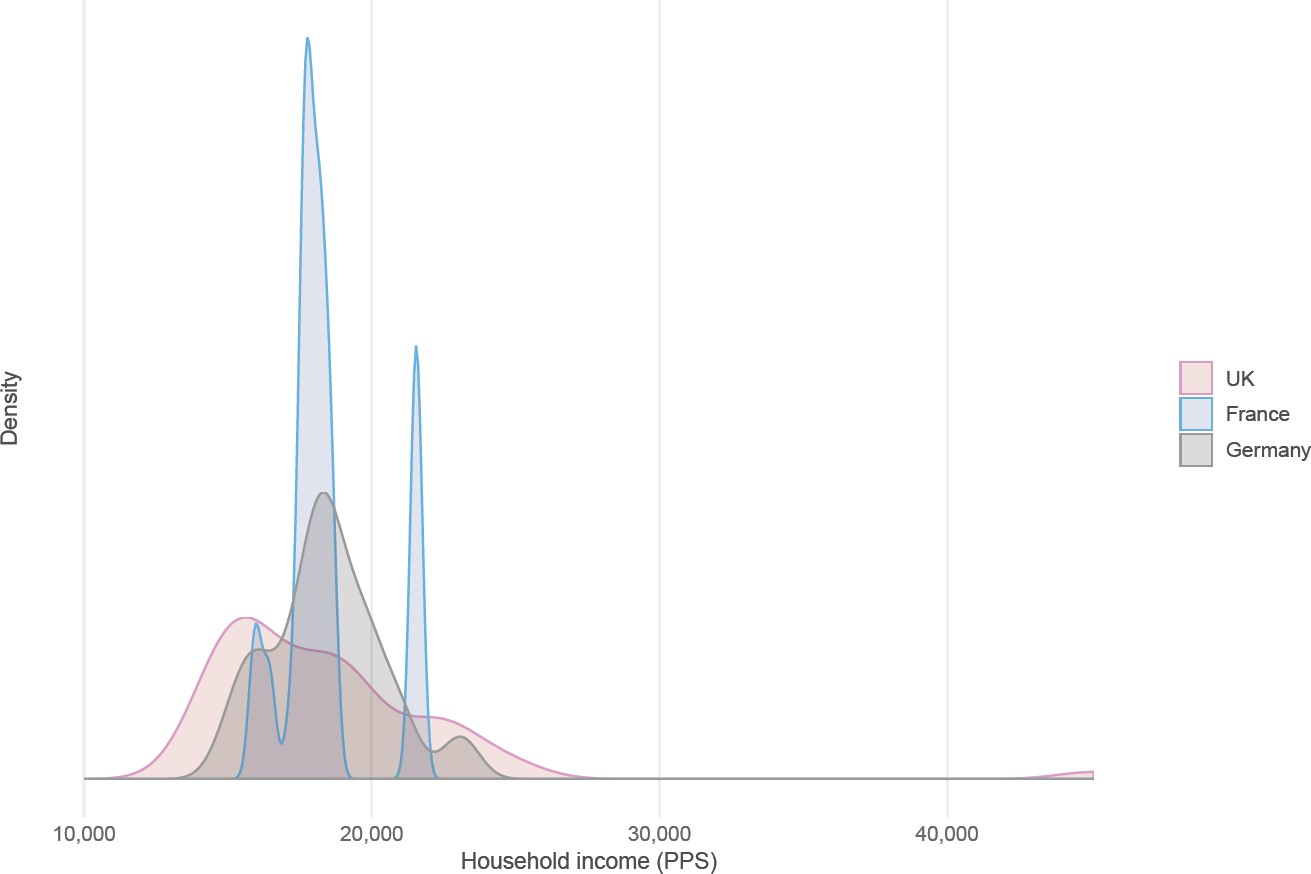 Density
UK
France
Germany
10,000
20,000
30,000
40,000
Household income (PPS)